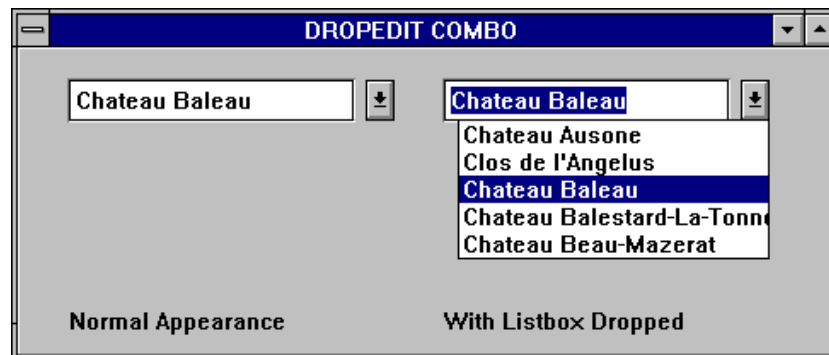 DROPEDIT COMBO
Chateau Baleau
Chateau Baleau
Chateau Ausone
Clos de l'Angelus
Chateau Baleau
Chateau Balestard-La-Tonne
Chateau Beau-Mazerat
Normal Appearance
With Listbox Dropped